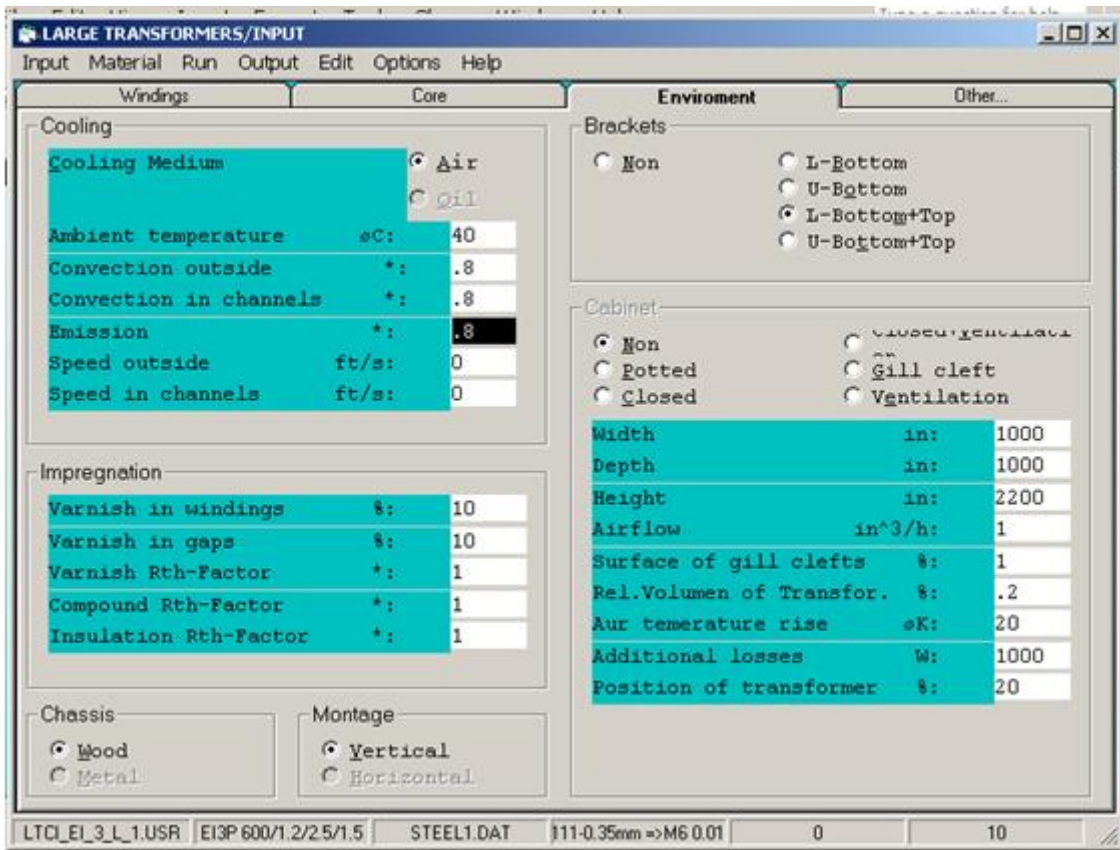 Type a question for help
LARGE TRANSFORMERS/INPUT
Input Material Run Output Edit Options Help
Windings Core Enviroment Other...
Cooling
Cooling Medium Air
Oil
Ambient temperature øC: 40
Convection outside *: .8
Convection in channels *: .8
Emission *: .8
Speed outside ft/s: 0
Speed in channels ft/s: 0
Impregnation
Varnish in windings %: 10
Varnish in gaps %: 10
Varnish Rth-Factor *: 1
Compound Rth-Factor *: 1
Insulation Rth-Factor *: 1
Chassis
Wood
Metal
Montage
Vertical
Horizontal
Brackets
Non L-Bottom
U-Bottom
L-Bottom+Top
U-Bottom+Top
Cabinet
Non
Potted Gill cleft
Closed Ventilation
Width in: 1000
Depth in: 1000
Height in: 2200
Airflow in^3/h: 1
Surface of gill clefts %: 1
Rel.Volumen of Transfor. %: .2
Aur temerature rise øK: 20
Additional losses W: 1000
Position of transformer %: 20
LTCI_EI_3_L_1.USR EI3P 600/1.2/2.5/1.5 STEEL1.DAT 111-0.35mm =>M6 0.01 0 10